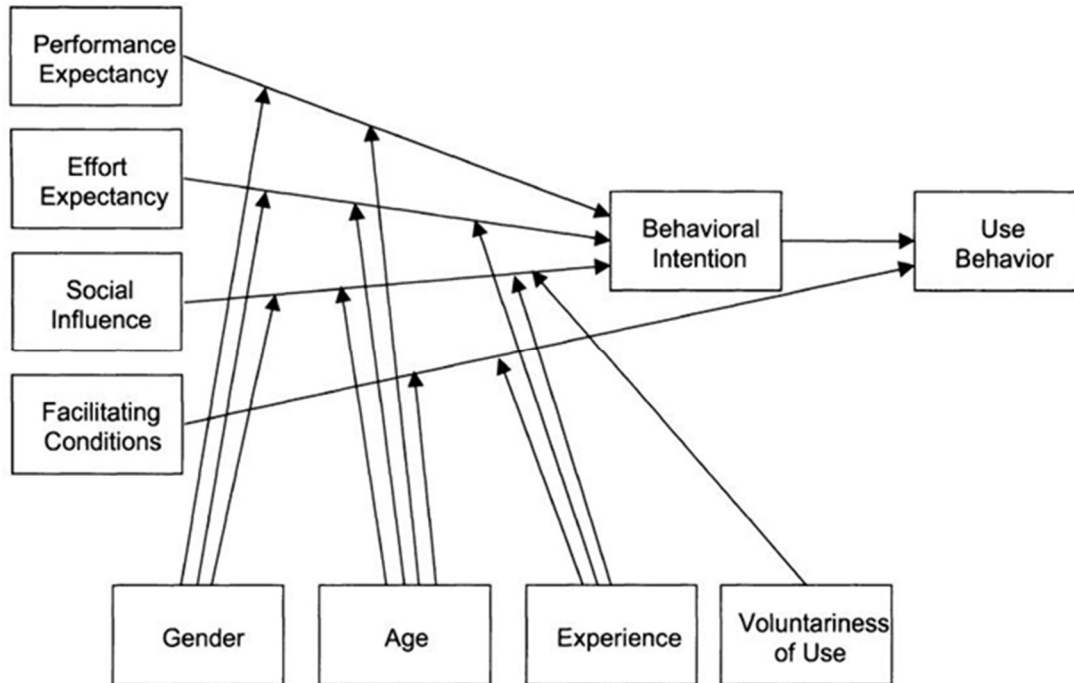 Performance
Expectancy
Effort
Expectancy
Social
Influence
Facilitating
Conditions
Behavioral
Intention
Use
Behavior
Gender
Age
Experience
Voluntariness
of Use